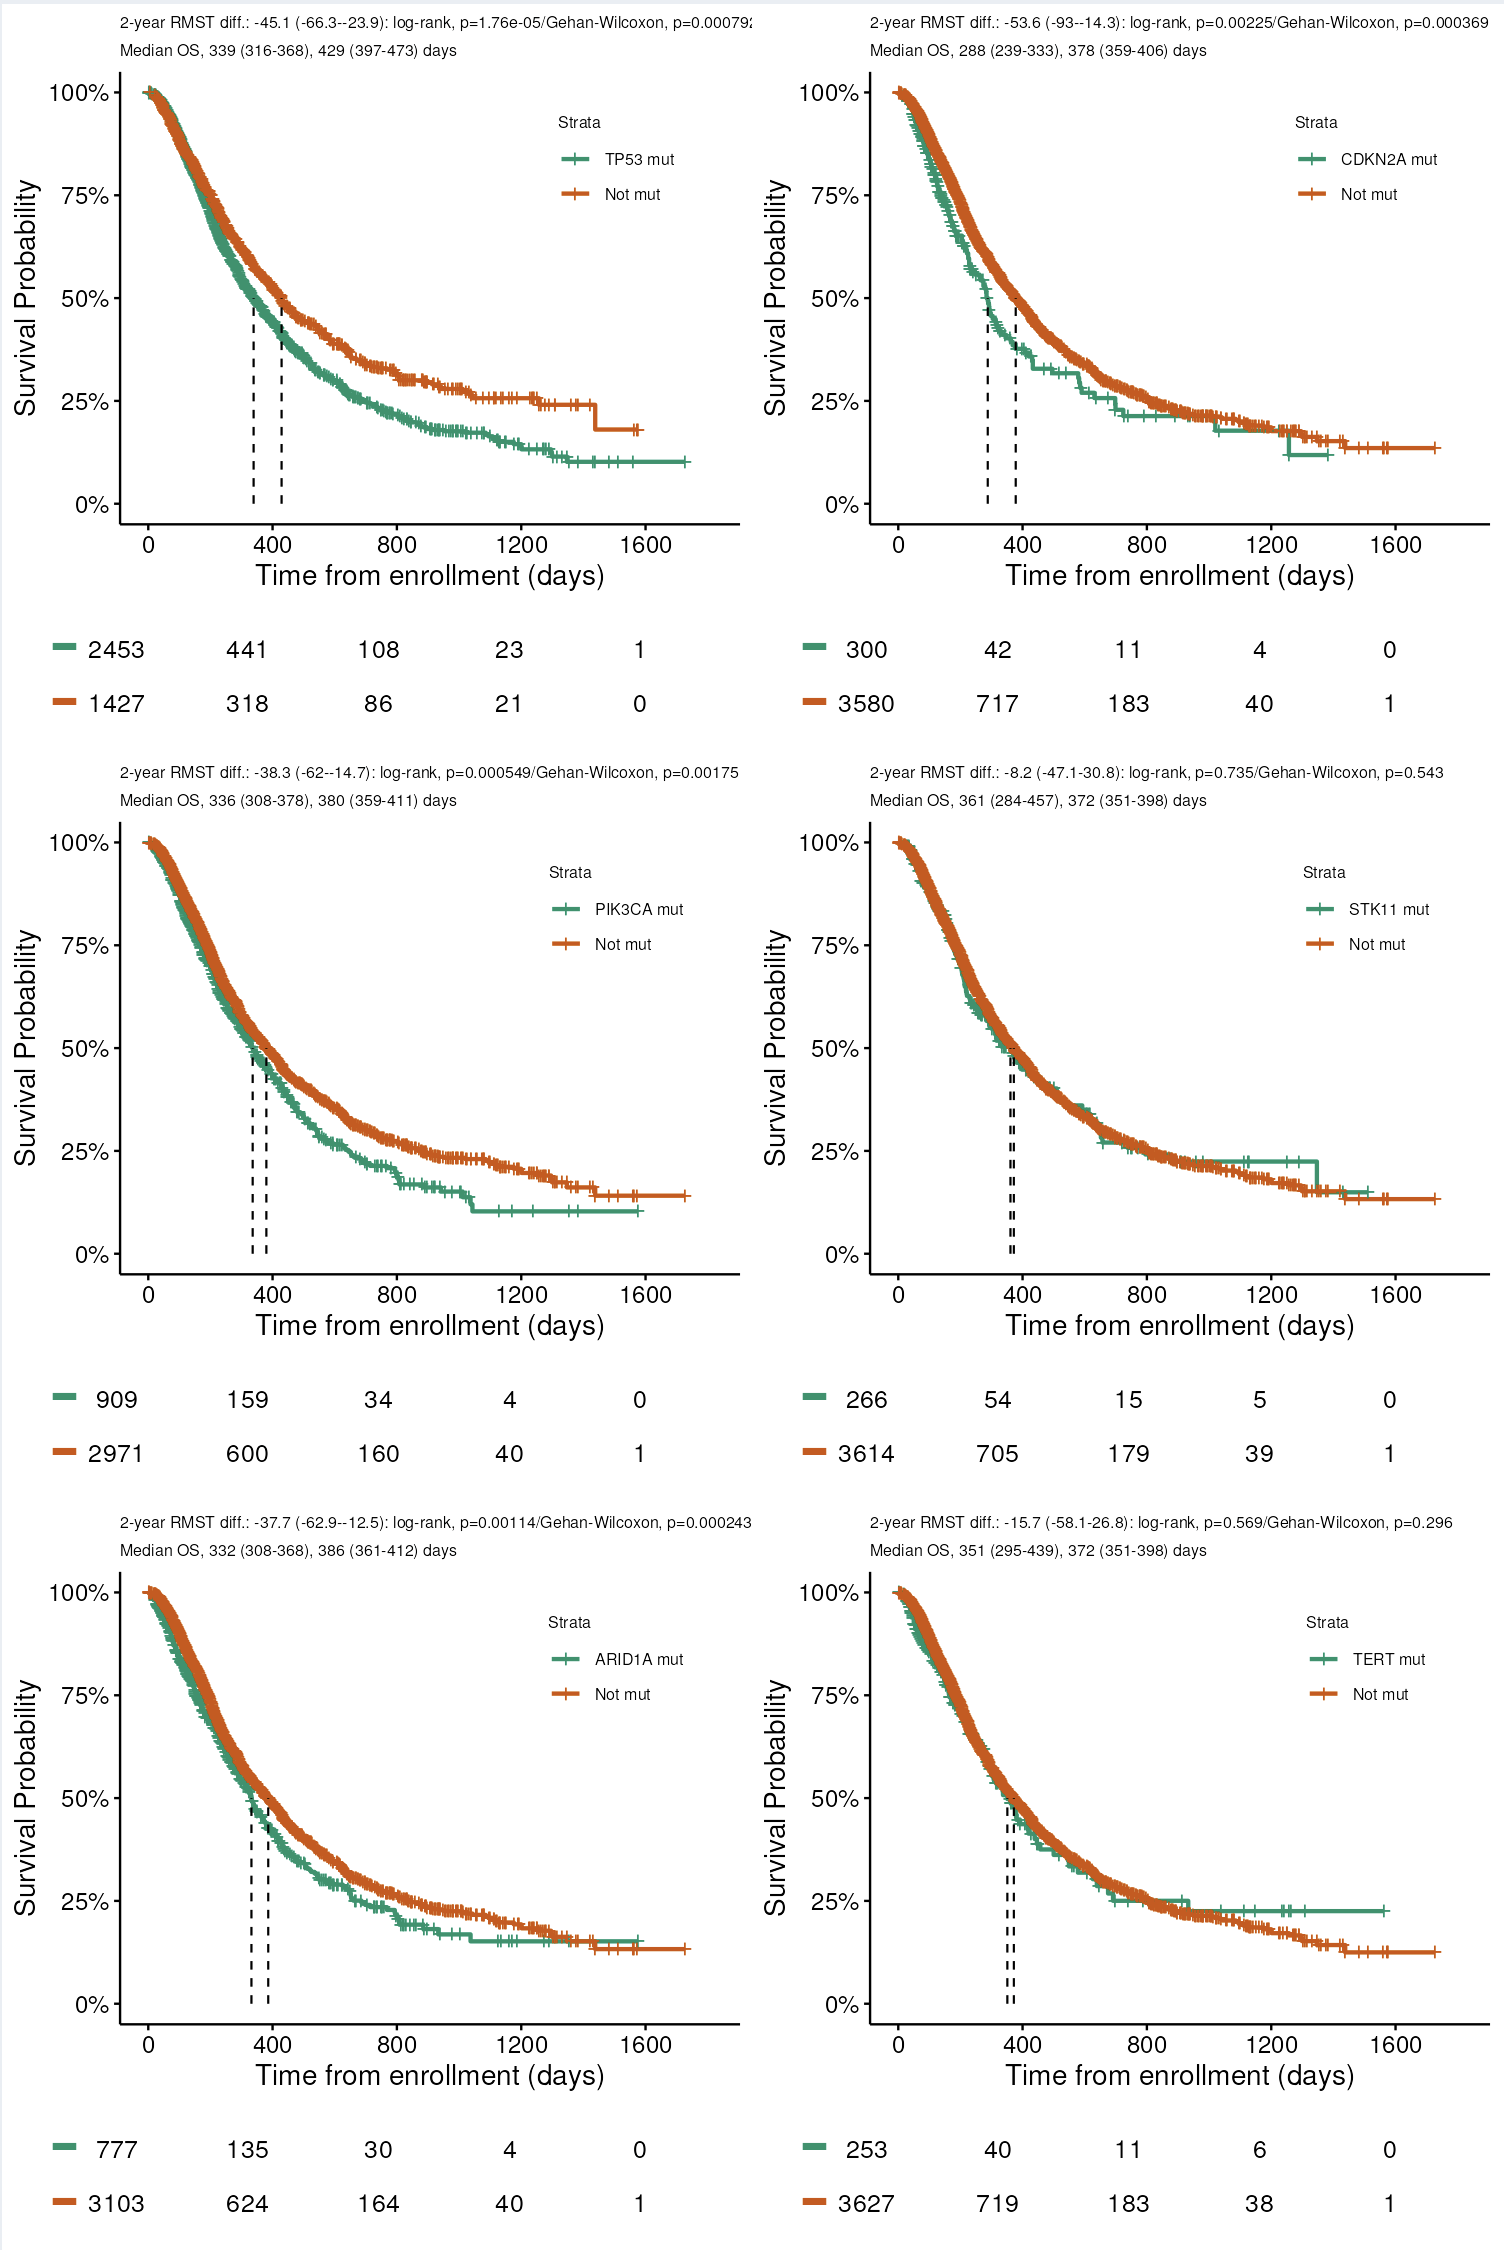 2-year RMST diff.: -45.1 (-66.3--23.9): log-rank, p=1.76e-05/Gehan-Wilcoxon, p=0.000792
Median OS, 339 (316-368), 429 (397-473) days
100%
75%
50%
25%
0%
Survival Probability
Strata
TP53 mut
Not mut
0 400 800 1200 1600
Time from enrollment (days)
2453 441 108 23 1
1427 318 86 21 0
2-year RMST diff.: -53.6 (-93--14.3): log-rank, p=0.00225/Gehan-Wilcoxon, p=0.000369
Median OS, 288 (239-333), 378 (359-406) days
100%
75%
50%
25%
0%
Survival Probability
Strata
CDKN2A mut
Not mut
0 400 800 1200 1600
Time from enrollment (days)
300 42 11 4 0
3580 717 183 40 1
2-year RMST diff.: -38.3 (-62--14.7): log-rank, p=0.000549/Gehan-Wilcoxon, p=0.00175
Median OS, 336 (308-378), 380 (359-411) days
100%
75%
50%
25%
0%
Survival Probability
Strata
PIK3CA mut
Not mut
0 400 800 1200 1600
Time from enrollment (days)
909 159 34 4 0
2971 600 160 40 1
2-year RMST diff.: -8.2 (-47.1-30.8): log-rank, p=0.735/Gehan-Wilcoxon, p=0.543
Median OS, 361 (284-457), 372 (351-398) days
100%
75%
50%
25%
0%
Survival Probability
Strata
STK11 mut
Not mut
0 400 800 1200 1600
Time from enrollment (days)
266 54 15 5 0
3614 705 179 39 1
2-year RMST diff.: -37.7 (-62.9--12.5): log-rank, p=0.00114/Gehan-Wilcoxon, p=0.000243
Median OS, 332 (308-368), 386 (361-412) days
100%
75%
50%
25%
0%
Survival Probability
Strata
ARID1A mut
Not mut
0 400 800 1200 1600
Time from enrollment (days)
777 135 30 4 0
3103 624 164 40 1
2-year RMST diff.: -15.7 (-58.1-26.8): log-rank, p=0.569/Gehan-Wilcoxon, p=0.296
Median OS, 351 (295-439), 372 (351-398) days
100%
75%
50%
25%
0%
Survival Probability
Strata
TERT mut
Not mut
0 400 800 1200 1600
Time from enrollment (days)
253 40 11 6 0
3627 719 183 38 1